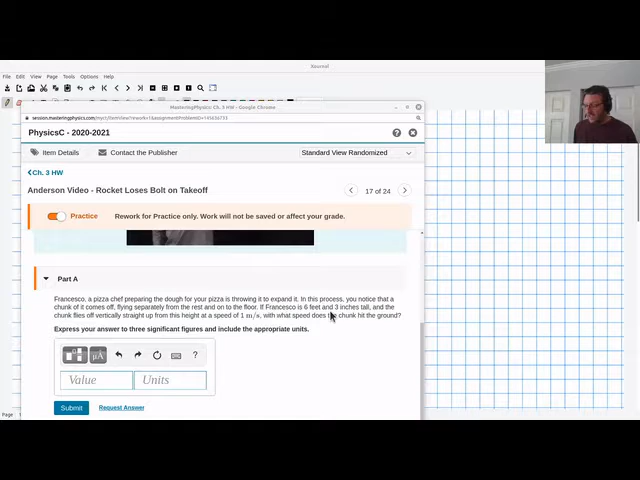 Xournal
File Edit View Page Tools Options Help
MasteringPhysics: Ch. 3 HW - Google Chrome
PhysicsC - 2020-2021
Item Details Contact the Publisher Standard View Randomized
Ch. 3 HW
Anderson Video - Rocket Loses Bolt on Takeoff 17 of 24
Practice Rework for Practice only. Work will not be saved or affect your grade.
Part A
Francesco, a pizza chef preparing the dough for your pizza is throwing it to expand it. In this process, you notice that a
chunk of it comes off, flying separately from the rest and on to the floor. If Francesco is 6 feet and 3 inches tall, and the
chunk flies off vertically straight up from this height at a speed of 1 m/s, with what speed does the chunk hit the ground?
Express your answer to three significant figures and include the appropriate units.
μÅ ?
Value Units
Submit Request Answer
Page